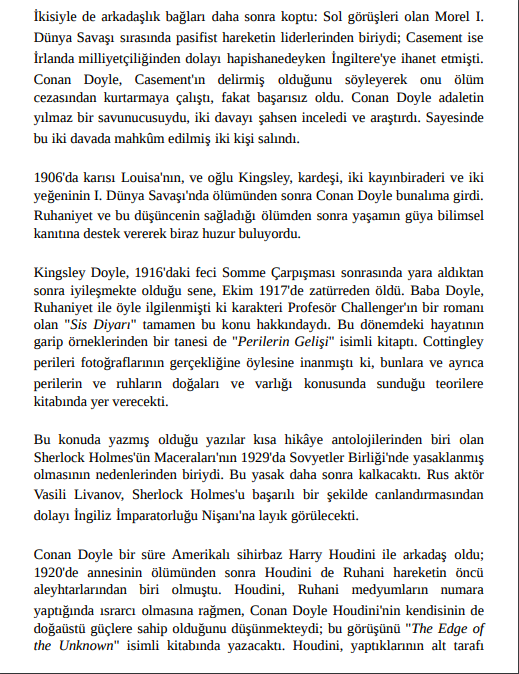 İkisiyle de arkadaşlık bağları daha sonra koptu: Sol görüşleri olan Morel I.
Dünya Savaşı sırasında pasifist hareketin liderlerinden biriydi; Casement ise
İrlanda milliyetçiliğinden dolayı hapishanedeyken İngiltere'ye ihanet etmişti.
Conan Doyle, Casement'ın delirmiş olduğunu söyleyerek onu ölüm
cezasından kurtarmaya çalıştı, fakat başarısız oldu. Conan Doyle adaletin
yılmaz bir savunucusuydu, iki davayı şahsen inceledi ve araştırdı. Sayesinde
bu iki davada mahkûm edilmiş iki kişi salındı.

1906'da karısı Louisa'nın, ve oğlu Kingsley, kardeşi, iki kayınbiraderi ve iki
yeğeninin I. Dünya Savaşı'nda ölümünden sonra Conan Doyle bunalıma girdi.
Ruhaniyet ve bu düşüncenin sağladığı ölümden sonra yaşamın güya bilimsel
kanıtına destek vererek biraz huzur buluyordu.

Kingsley Doyle, 1916'daki feci Somme Çarpışması sonrasında yara aldıktan
sonra iyileşmekte olduğu sene, Ekim 1917'de zatürreden öldü. Baba Doyle,
Ruhaniyet ile öyle ilgilenmişti ki karakteri Profesör Challenger'ın bir romanı
olan "Sis Diyarı" tamamen bu konu hakkındaydı. Bu dönemdeki hayatının
garip örneklerinden bir tanesi de "Perilerin Gelişi" isimli kitaptı. Cottingley
perileri fotoğraflarının gerçekliğine öylesine inanmıştı ki, bunlara ve ayrıca
perilerin ve ruhların doğaları ve varlığı konusunda sunduğu teorilere
kitabında yer verecekti.

Bu konuda yazmış olduğu yazılar kısa hikâye antolojilerinden biri olan
Sherlock Holmes'ün Maceraları'nın 1929'da Sovyetler Birliği'nde yasaklanmış
olmasının nedenlerinden biriydi. Bu yasak daha sonra kalkacaktı. Rus aktör
Vasili Livanov, Sherlock Holmes'u başarılı bir şekilde canlandırmasından
dolayı İngiliz İmparatorluğu Nişanı'na layık görülecekti.

Conan Doyle bir süre Amerikalı sihirbaz Harry Houdini ile arkadaş oldu;
1920'de annesinin ölümünden sonra Houdini de Ruhani hareketin öncü
aleyhtarlarından biri olmuştu. Houdini, Ruhani medyumların numara
yaptığında ısrarcı olmasına rağmen, Conan Doyle Houdini'nin kendisinin de
doğaüstü güçlere sahip olduğunu düşünmekteydi; bu görüşünü "The Edge of
the Unknown" isimli kitabında yazacaktı. Houdini, yaptıklarının alt tarafı